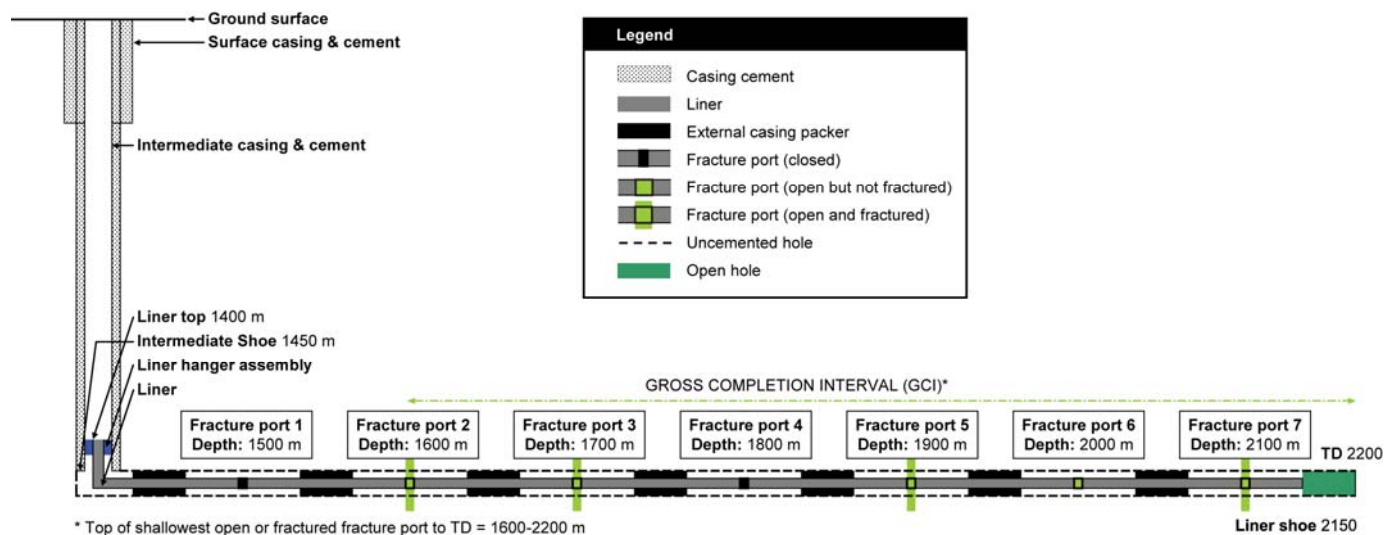 Ground surface
Surface casing & cement
Intermediate casing & cement
Legend
Casing cement
Liner
External casing packer
Fracture port (closed)
Fracture port (open but not fractured)
Fracture port (open and fractured)
Uncemented hole
Open hole
Liner top 1400 m
Intermediate Shoe 1450 m
Liner hanger assembly
Liner
GROSS COMPLETION INTERVAL (GCI)*
Fracture port 1
Depth: 1500 m
Fracture port 2
Depth: 1600 m
Fracture port 3
Depth: 1700 m
Fracture port 4
Depth: 1800 m
Fracture port 5
Depth: 1900 m
Fracture port 6
Depth: 2000 m
Fracture port 7
Depth: 2100 m
TD 2200
* Top of shallowest open or fractured fracture port to TD = 1600-2200 m
Liner shoe 2150